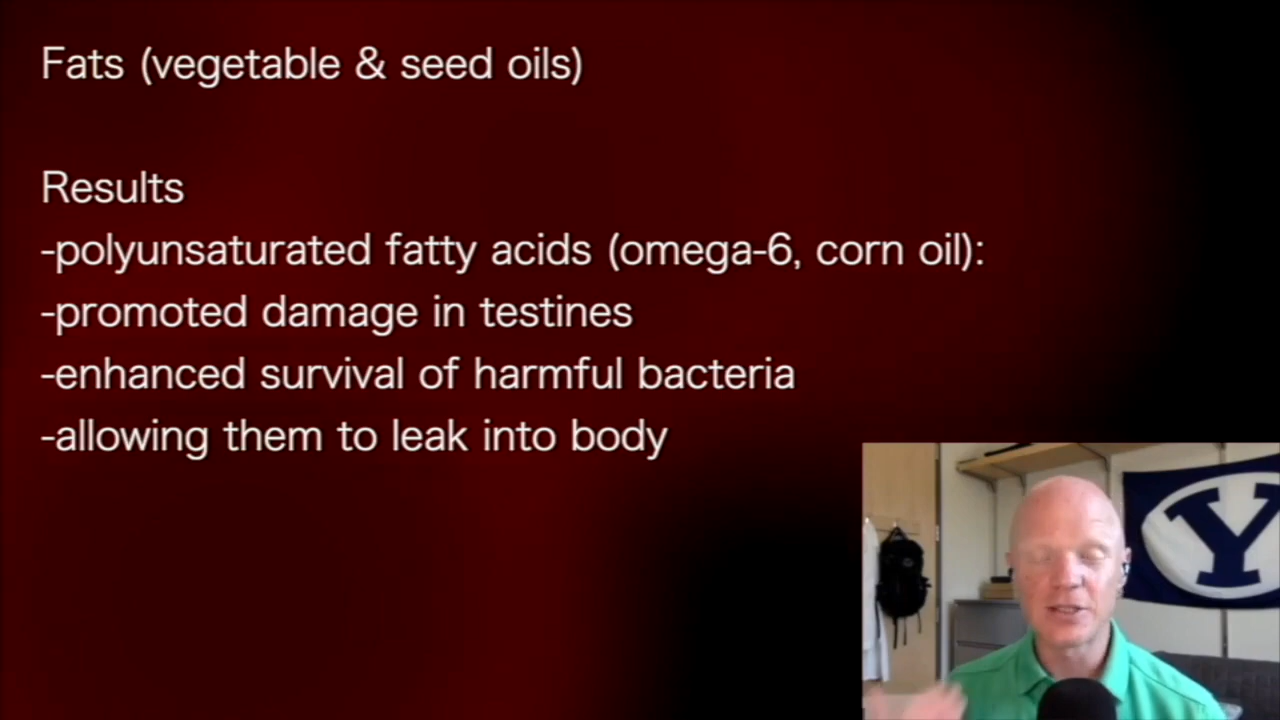 Fats (vegetable & seed oils)
Results
-polyunsaturated fatty acids (omega-6, corn oil):
-promoted damage in testines
-enhanced survival of harmful bacteria
-allowing them to leak into body
Y